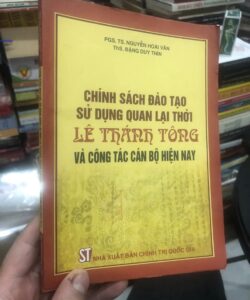 PGS, TS. NGUYỄN HOÀI VĂN
ThS. ĐẶNG DUY THÌN
CHÍNH SÁCH ĐÀO TẠO
SỬ DỤNG QUAN LẠI THỜI
LÊ THÁNH TÔNG
VÀ CÔNG TÁC CÁN BỘ HIỆN NAY
ST NHÀ XUẤT BẢN CHÍNH TRỊ QUỐC GIA